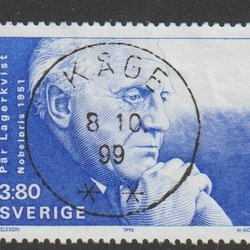 Pär Lagerkvist
Nobelpris 1951
KÅGE
8 10
99
3:80
SVERIGE
1990